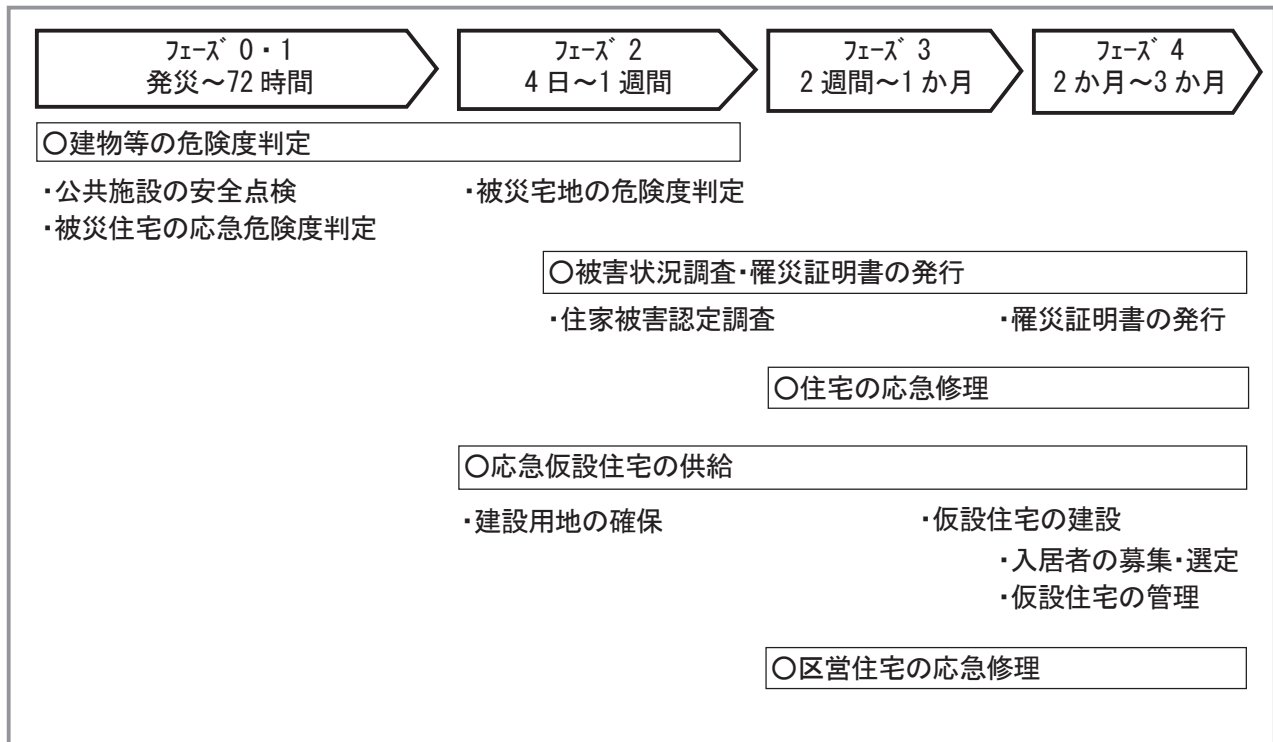 ﾌｪｰｽﾞ 0・1
発災～72 時間
ﾌｪｰｽﾞ 2
4 日～1 週間
ﾌｪｰｽﾞ 3
2 週間～1 か月
ﾌｪｰｽﾞ 4
2 か月～3 か月
○建物等の危険度判定
・公共施設の安全点検
・被災宅地の危険度判定
・被災住宅の応急危険度判定
○被害状況調査・罹災証明書の発行
・住家被害認定調査
・罹災証明書の発行
○住宅の応急修理
○応急仮設住宅の供給
・建設用地の確保
・仮設住宅の建設
・入居者の募集・選定
・仮設住宅の管理
○区営住宅の応急修理